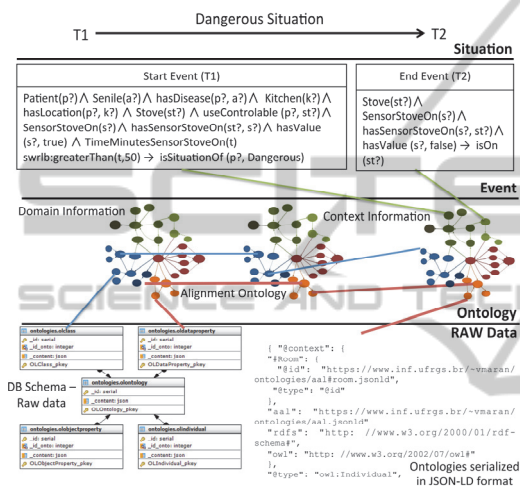 Dangerous Situation
T1
T2
Situation
Start Event (T1)
Patient(p?)∧ Senile(a?)∧ hasDisease(p?, a?)∧ Kitchen(k?)∧
hasLocation(p?, k?) ∧ Stove(st?) ∧ useControlable (p?, st?)∧
SensorStoveOn(s?)∧ hasSensorStoveOn(st?, s?)∧ hasValue
(s?, true) ∧ TimeMinutesSensorOn(t)
swrlb:greaterThan(t,50) → isSituationOf (p?, Dangerous)
End Event (T2)
Stove(st?)∧
SensorStoveOn(s?)∧
hasSensorStoveOn(s?, st?)∧
hasValue (s?, false) → isOn
(st?)
Event
Domain Information
Context Information
Alignment Ontology
SCIENCE AND TECH
Ontology
RAW Data
DB Schema –
Raw data
ontologies.olclass
_id: serial
_id_onto: integer
_content: json
OLClass_pkey
ontologies.oldataproperty
_id: serial
_id_onto: integer
_content: json
OLDataProperty_pkey
ontologies.olontology
_id: serial
_content: json
OLOntology_pkey
ontologies.olobjectproperty
_id: serial
_id_onto: integer
_content: json
OLObjectProperty_pkey
ontologies.olindividual
_id: serial
_id_onto: integer
_content: json
OLIndividual_pkey
{ "@context": {
"#Room": {
"@id": "https://www.inf.ufrgs.br/~vmaran/
ontologies/aal#room.jsonld",
"@type": "@id"
},
"aal": "https://www.inf.ufrgs.br/~vmaran/
ontologies/aal.jsonld"
"rdfs": "http: //www.w3.org/2000/01/rdf-
schema#",
"owl": "http: //www.w3.org/2002/07/owl#"
},
"@type": "owl:Individual",
Ontologies serialized
in JSON-LD format